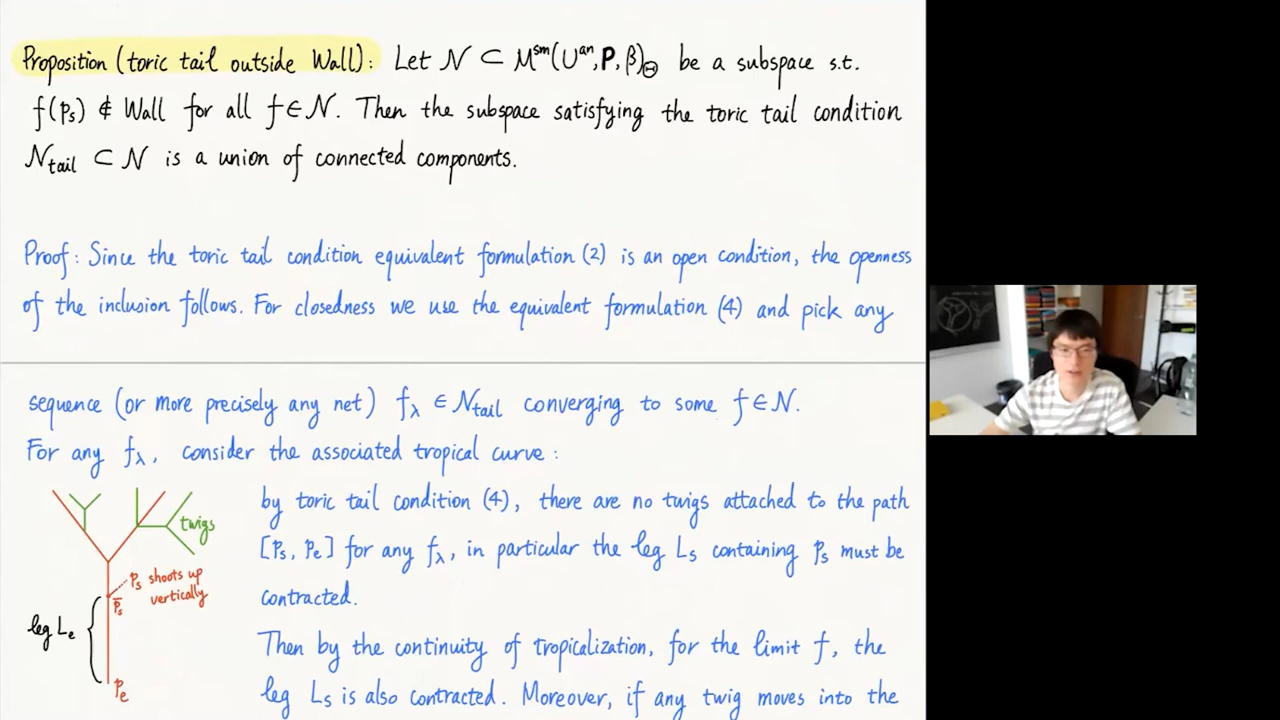 Proposition (toric tail outside Wall): Let N ⊂ M^sm(U^an, P, β)_Θ be a subspace s.t.
f(p_s) ∉ Wall for all f ∈ N. Then the subspace satisfying the toric tail condition
N_tail ⊂ N is a union of connected components.
Proof: Since the toric tail condition equivalent formulation (2) is an open condition, the openness
of the inclusion follows. For closedness we use the equivalent formulation (4) and pick any
sequence (or more precisely any net) f_λ ∈ N_tail converging to some f ∈ N.
For any f_λ, consider the associated tropical curve:
by toric tail condition (4), there are no twigs attached to the path
[p_s, p_e] for any f_λ, in particular the leg L_s containing p_s must be
contracted.
Then by the continuity of tropicalization, for the limit f, the
leg L_s is also contracted. Moreover, if any twig moves into the
twigs
p_s shoots up
vertically
p̄_s
leg L_e
p_e